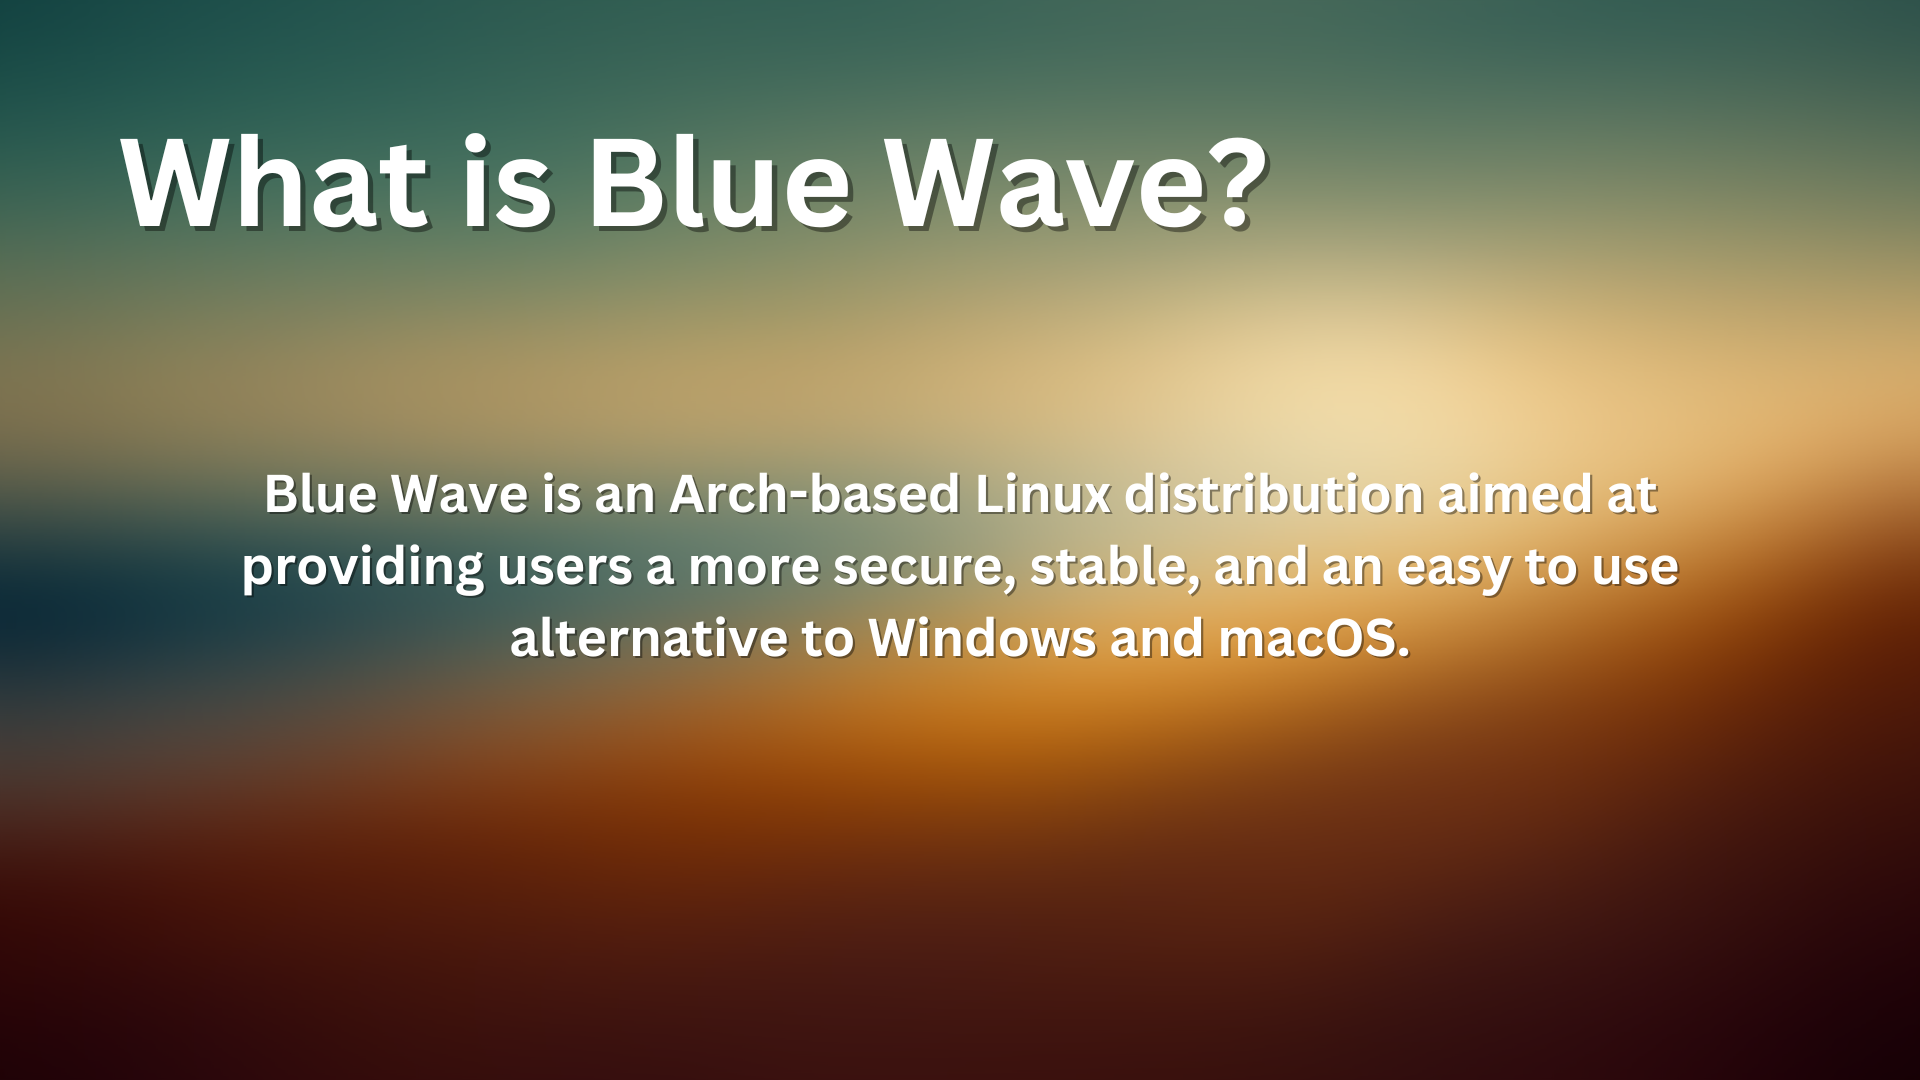 What is Blue Wave?
Blue Wave is an Arch-based Linux distribution aimed at
providing users a more secure, stable, and an easy to use
alternative to Windows and macOS.